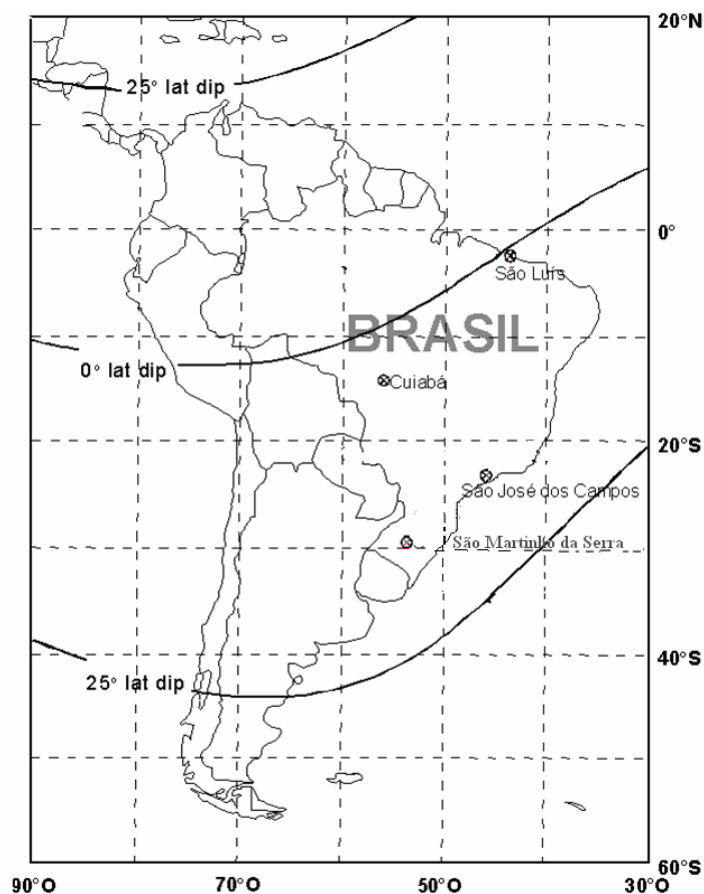 20°N
25° lat dip
0°
São Luís
BRASIL
0° lat dip
Cuiabá
20°S
São José dos Campos
São Martinho da Serra
40°S
25° lat dip
60°S
90°O
70°O
50°O
30°O